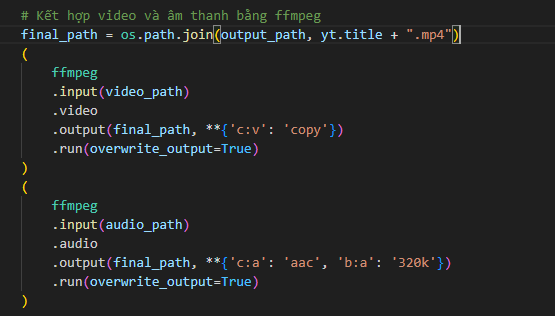 # Kết hợp video và âm thanh bằng ffmpeg
final_path = os.path.join(output_path, yt.title + ".mp4")
(
    ffmpeg
    .input(video_path)
    .video
    .output(final_path, **{'c:v': 'copy'})
    .run(overwrite_output=True)
)
(
    ffmpeg
    .input(audio_path)
    .audio
    .output(final_path, **{'c:a': 'aac', 'b:a': '320k'})
    .run(overwrite_output=True)
)